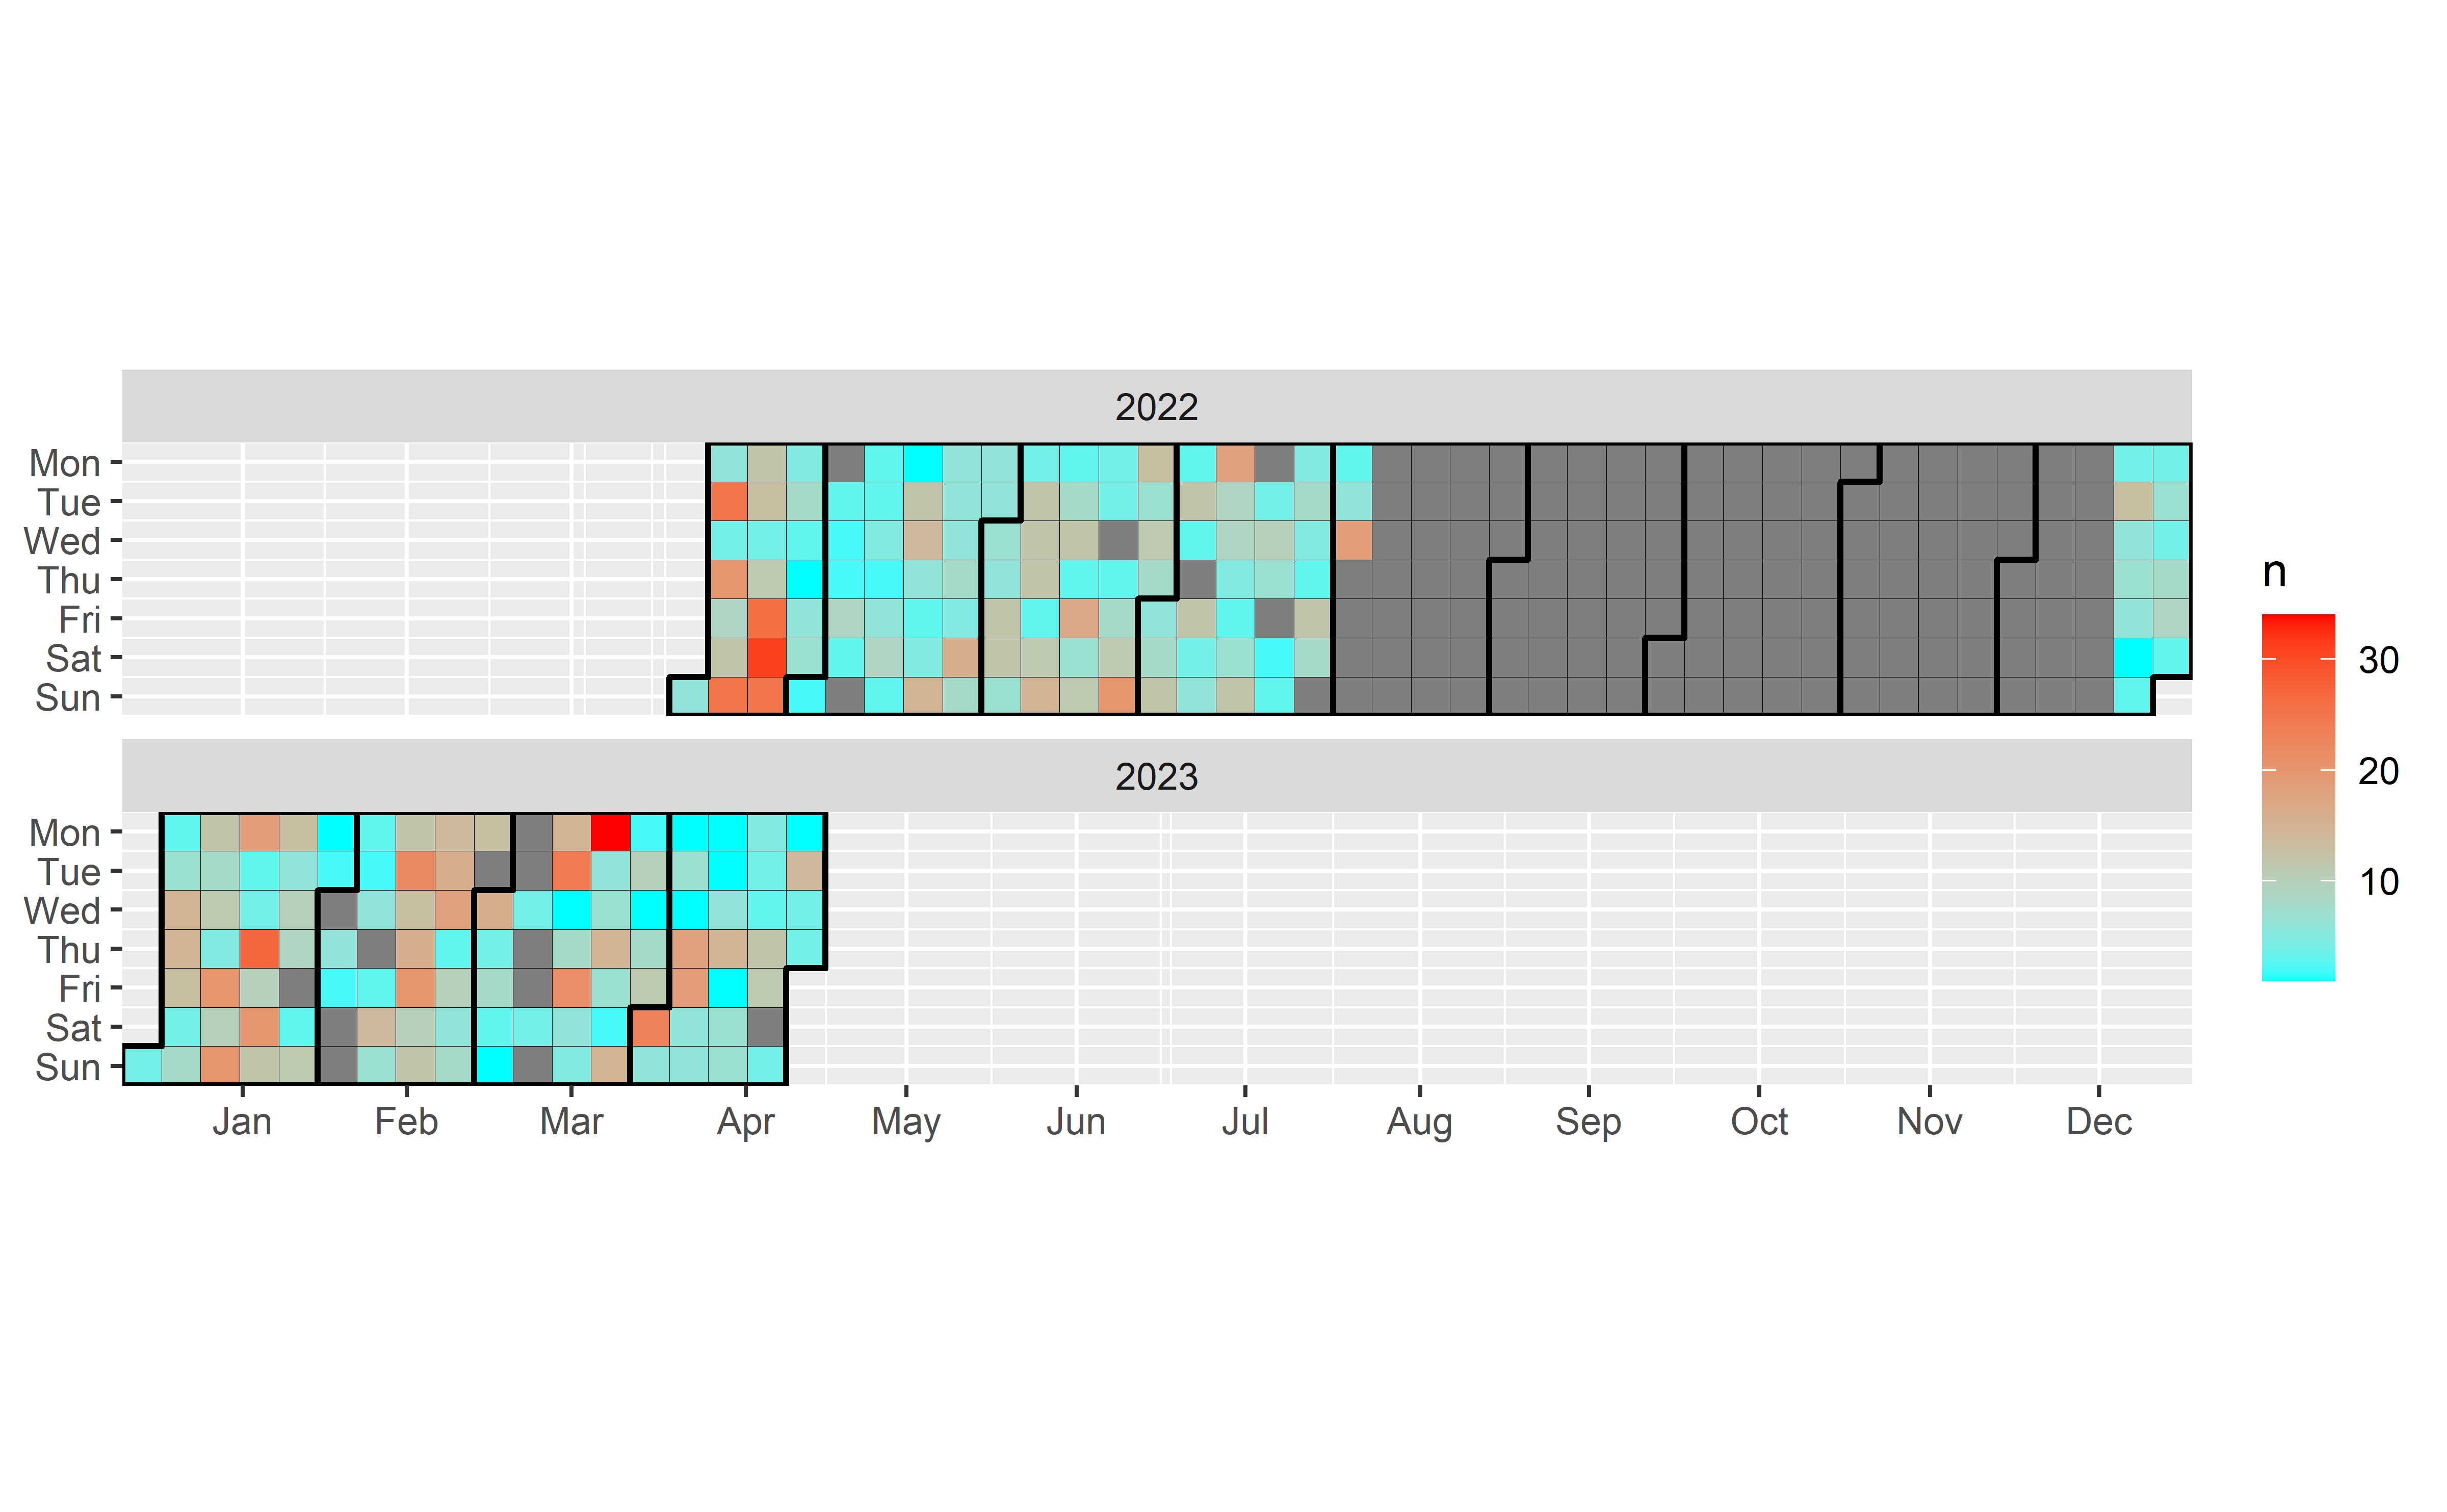 2022
Mon
Tue
Wed
Thu
Fri
Sat
Sun
2023
Mon
Tue
Wed
Thu
Fri
Sat
Sun
Jan Feb Mar Apr May Jun Jul Aug Sep Oct Nov Dec
n
30
20
10